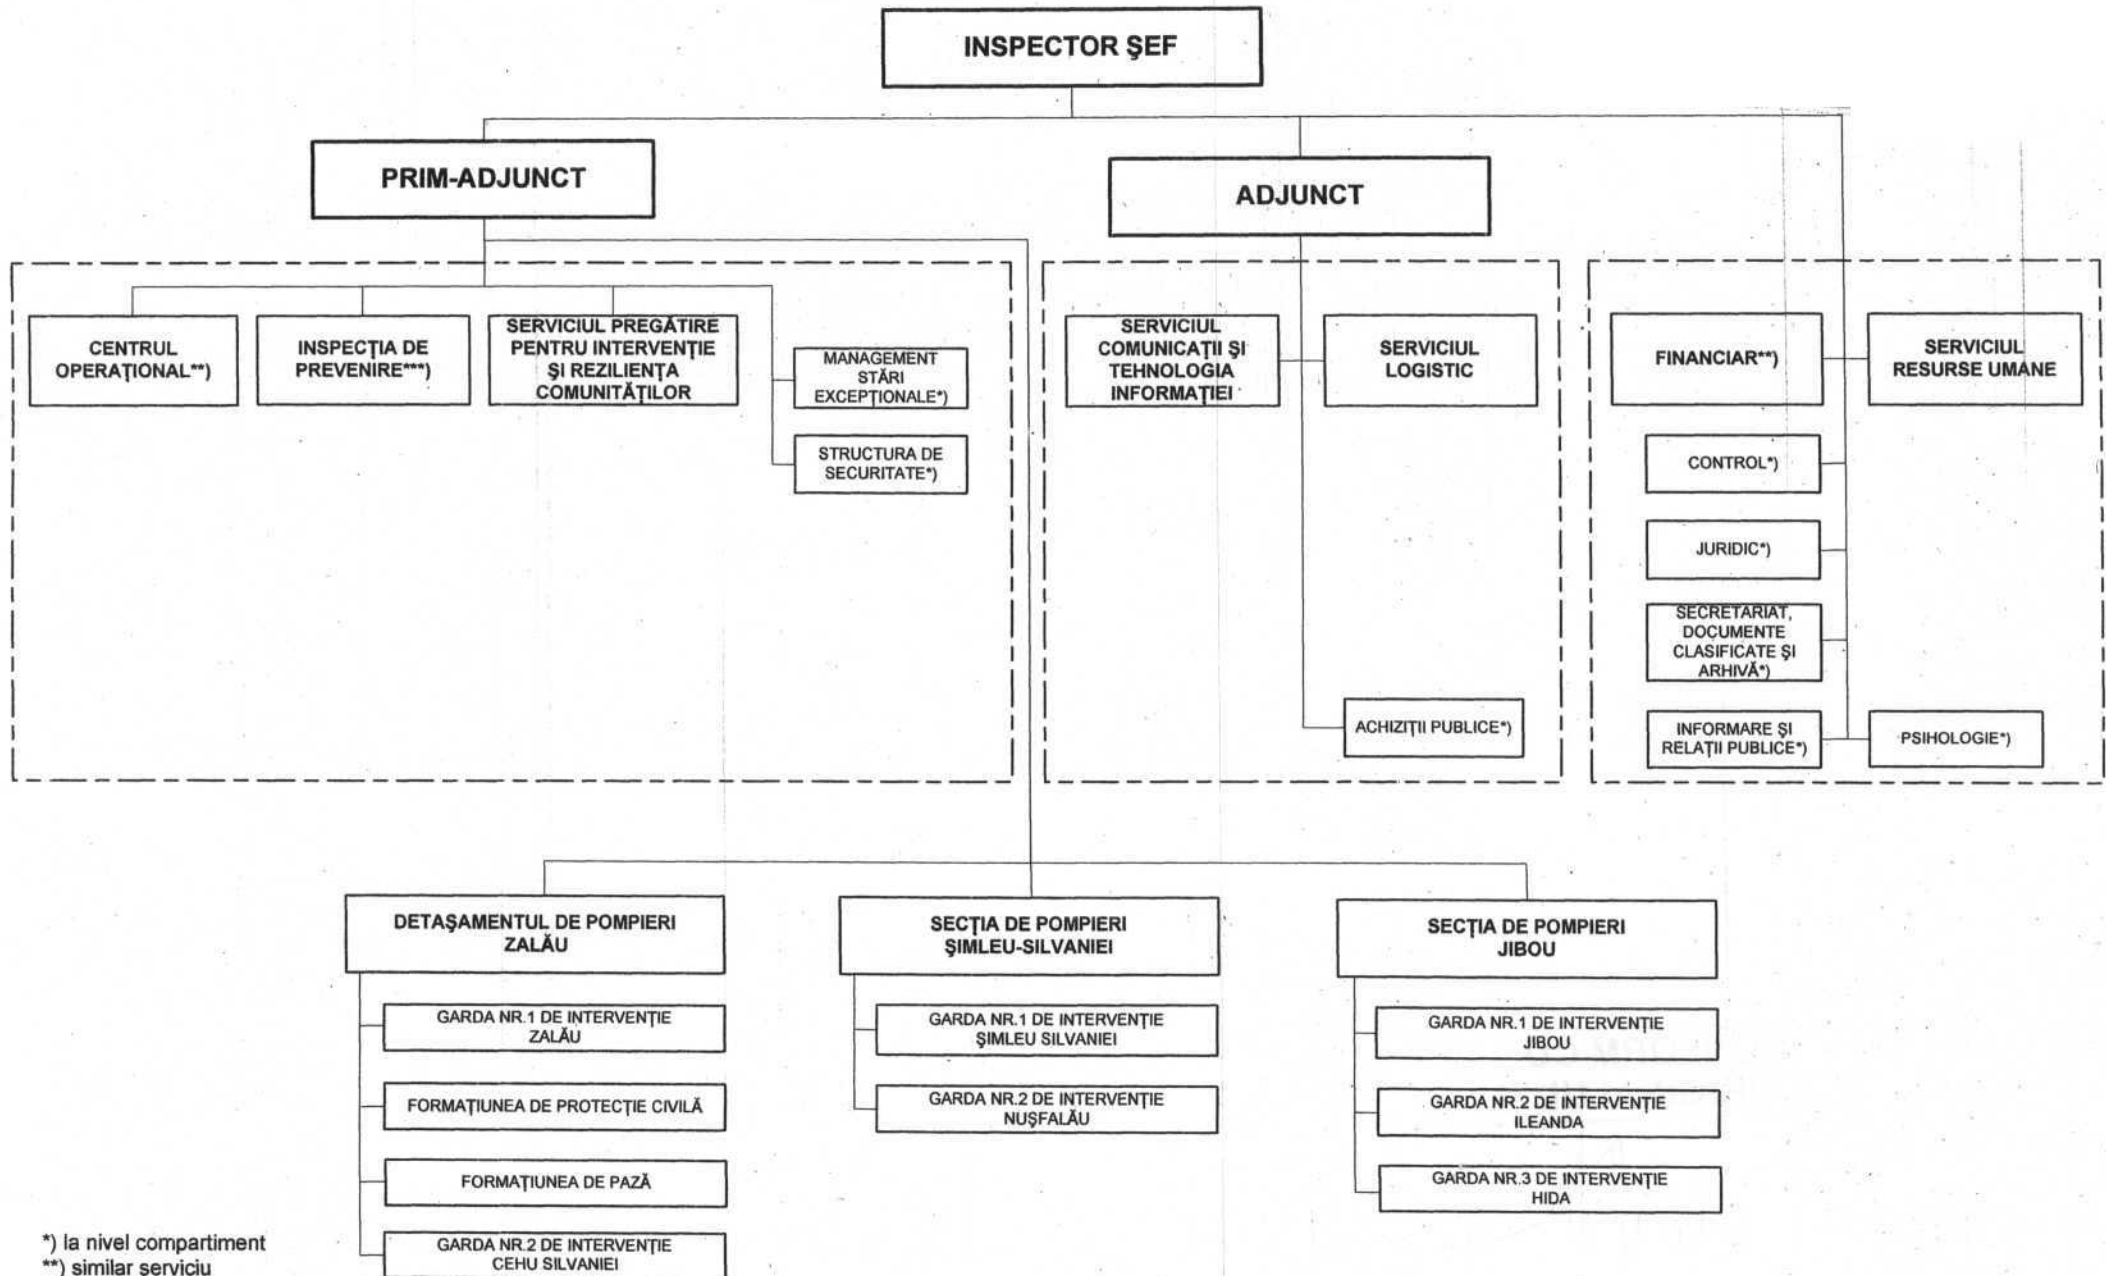 INSPECTOR ŞEF
PRIM-ADJUNCT
ADJUNCT
CENTRUL
OPERAŢIONAL**)
INSPECŢIA DE
PREVENIRE***)
SERVICIUL PREGĂTIRE
PENTRU INTERVENŢIE
ŞI REZILIENŢA
COMUNITĂŢILOR
MANAGEMENT
STĂRI
EXCEPŢIONALE*)
STRUCTURA DE
SECURITATE*)
SERVICIUL
COMUNICAŢII ŞI
TEHNOLOGIA
INFORMAŢIEI
SERVICIUL
LOGISTIC
ACHIZIŢII PUBLICE*)
FINANCIAR**)
SERVICIUL
RESURSE UMANE
CONTROL*)
JURIDIC*)
SECRETARIAT,
DOCUMENTE
CLASIFICATE ŞI
ARHIVĂ*)
INFORMARE ŞI
RELAŢII PUBLICE*)
PSIHOLOGIE*)
DETAŞAMENTUL DE POMPIERI
ZALĂU
GARDA NR.1 DE INTERVENŢIE
ZALĂU
FORMAŢIUNEA DE PROTECŢIE CIVILĂ
FORMAŢIUNEA DE PAZĂ
GARDA NR.2 DE INTERVENŢIE
CEHU SILVANIEI
SECŢIA DE POMPIERI
ŞIMLEU-SILVANIEI
GARDA NR.1 DE INTERVENŢIE
ŞIMLEU SILVANIEI
GARDA NR.2 DE INTERVENŢIE
NUŞFALĂU
SECŢIA DE POMPIERI
JIBOU
GARDA NR.1 DE INTERVENŢIE
JIBOU
GARDA NR.2 DE INTERVENŢIE
ILEANDA
GARDA NR.3 DE INTERVENŢIE
HIDA
*) la nivel compartiment
**) similar serviciu